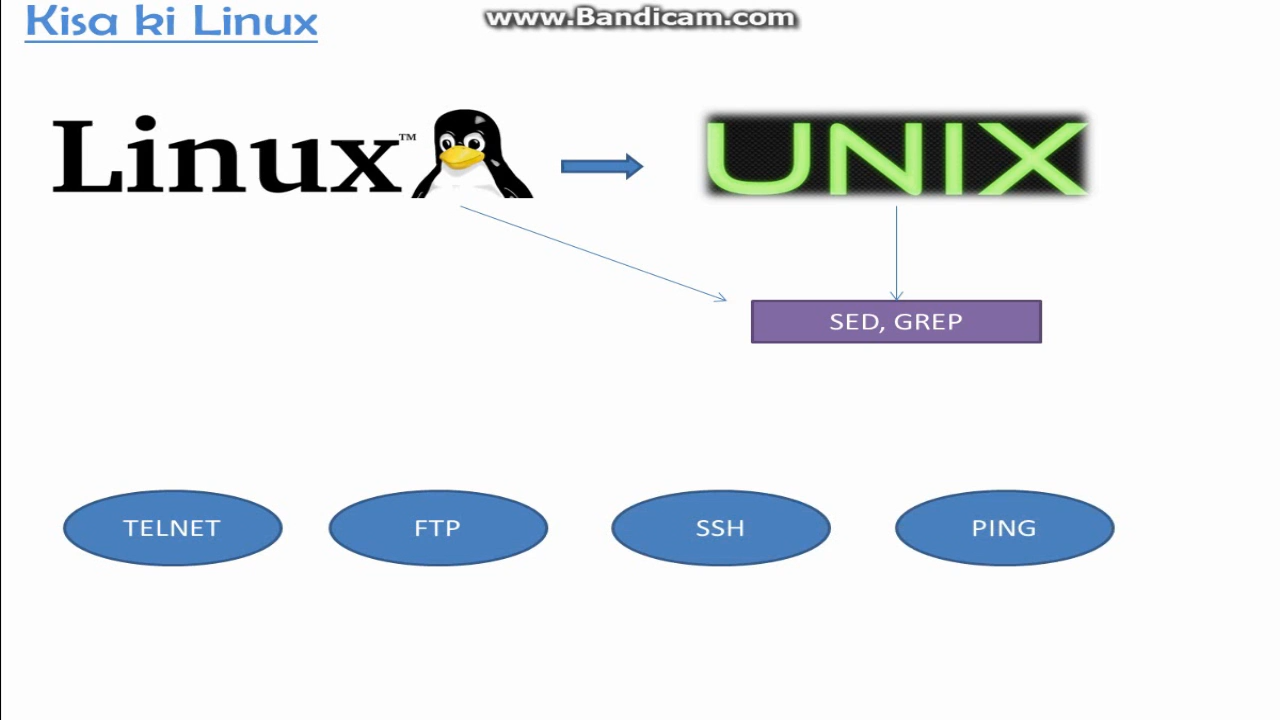 Kisa ki Linux
www.Bandicam.com
Linux™
UNIX
SED, GREP
TELNET
FTP
SSH
PING